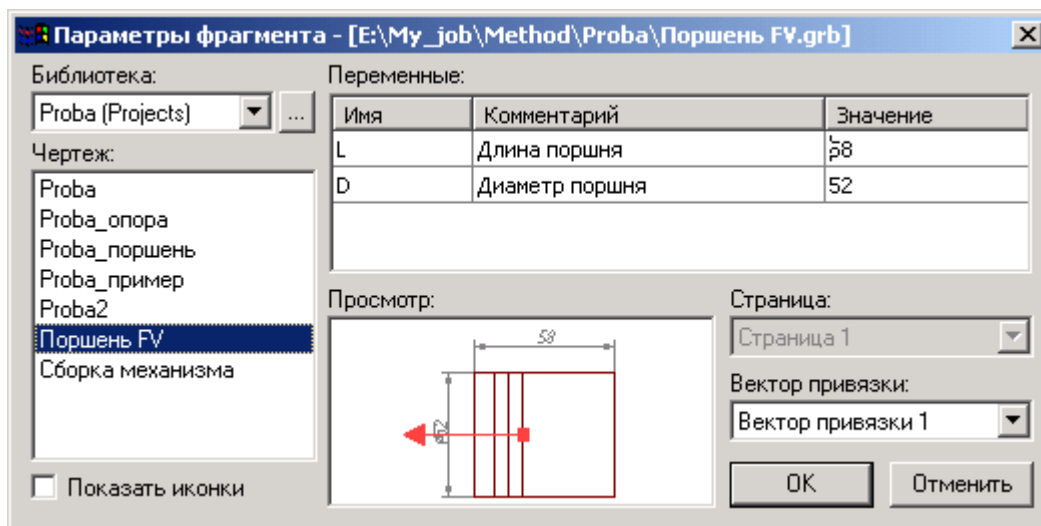 Параметры фрагмента - [E:\My_job\Method\Proba\Поршень FV.grb]
Библиотека:
Proba (Projects)
...
Чертеж:
Proba
Proba_опора
Proba_поршень
Proba_пример
Proba2
Поршень FV
Сборка механизма
Показать иконки
Переменные:
Имя Комментарий Значение
L Длина поршня 58
D Диаметр поршня 52
Просмотр:
58
Страница:
Страница 1
Вектор привязки:
Вектор привязки 1
OK Отменить